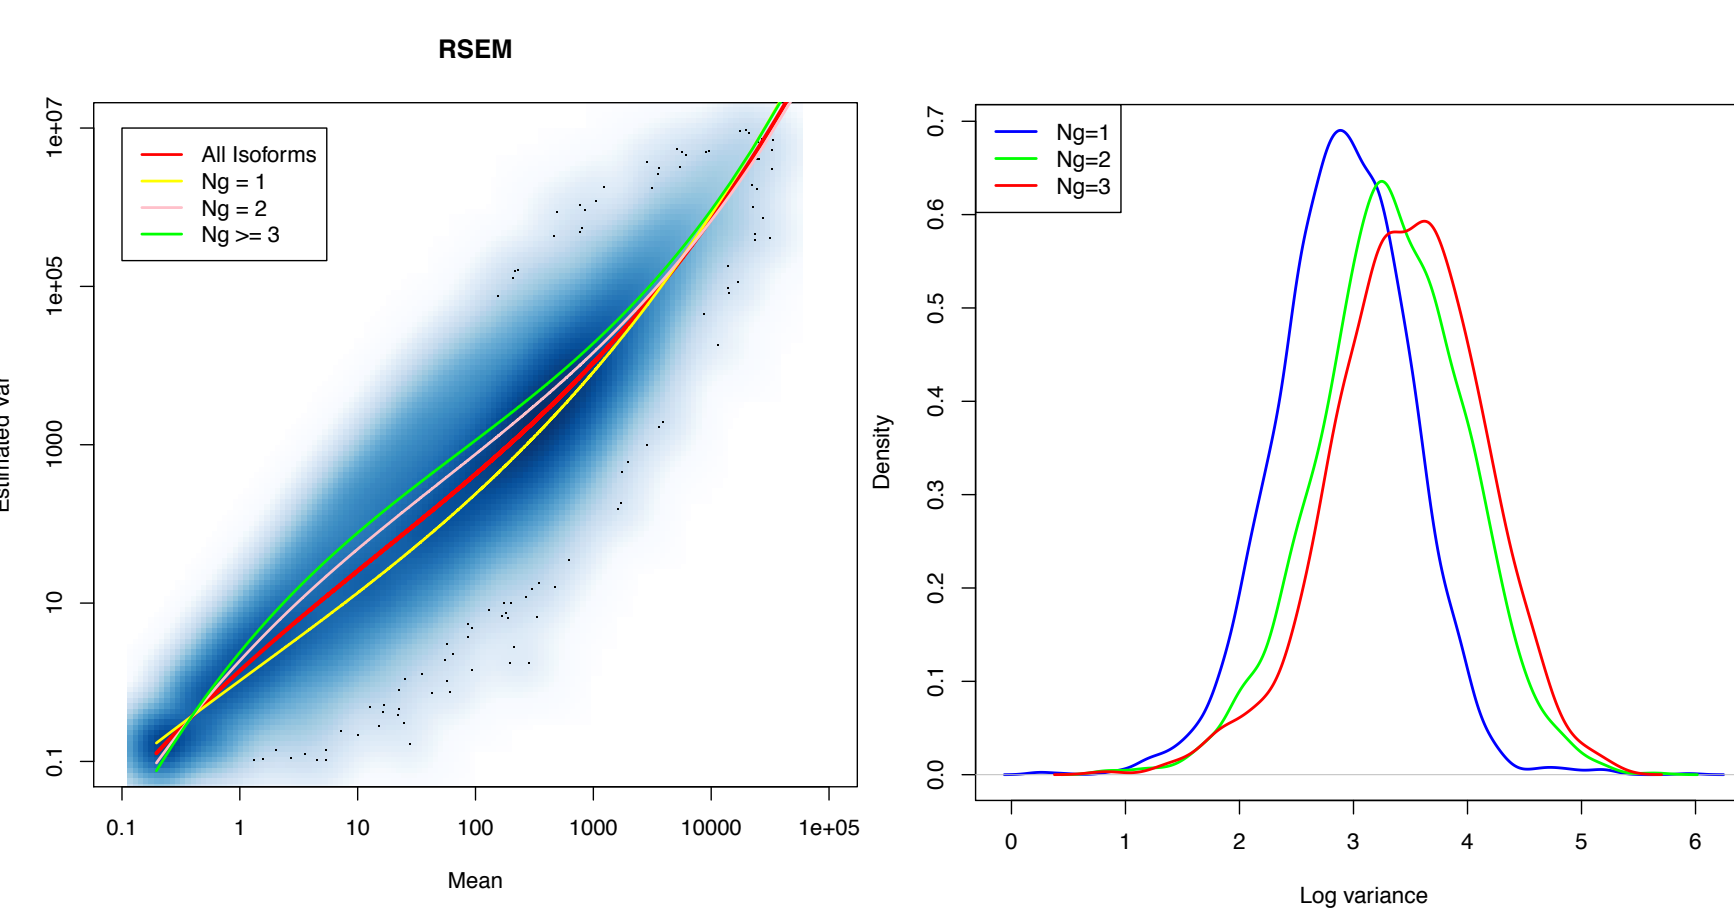 RSEM
All Isoforms
Ng = 1
Ng = 2
Ng >= 3
1e+07
1e+05
1000
10
0.1
0.1 1 10 100 1000 10000 1e+05
Mean
Ng=1
Ng=2
Ng=3
Density
0.7
0.6
0.5
0.4
0.3
0.2
0.1
0.0
0 1 2 3 4 5 6
Log variance